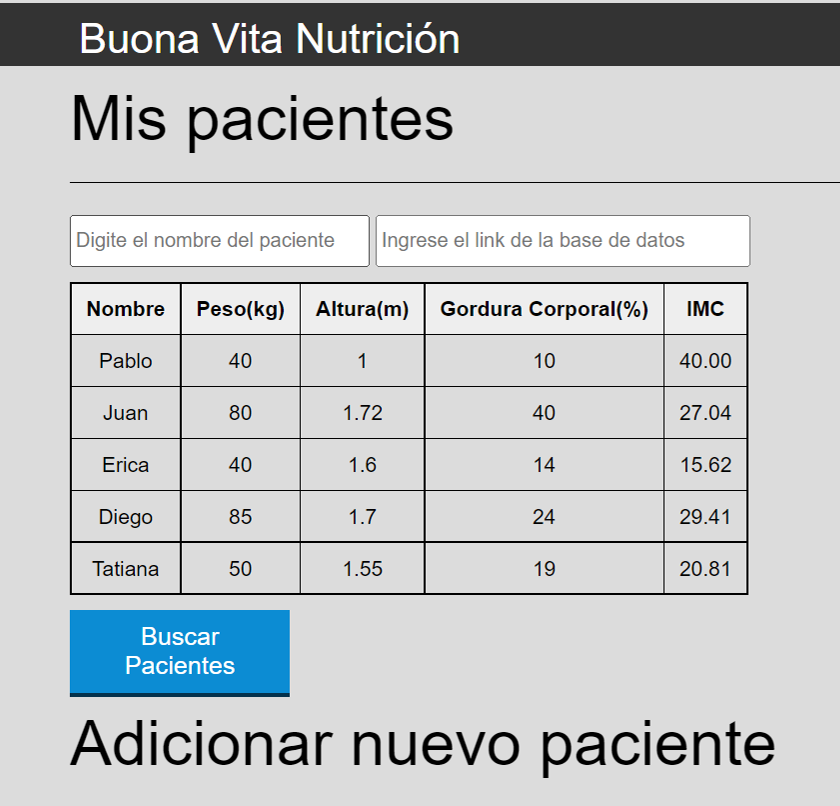 Buona Vita Nutrición
Mis pacientes
Digite el nombre del paciente Ingrese el link de la base de datos
Nombre Peso(kg) Altura(m) Gordura Corporal(%) IMC
Pablo 40 1 10 40.00
Juan 80 1.72 40 27.04
Erica 40 1.6 14 15.62
Diego 85 1.7 24 29.41
Tatiana 50 1.55 19 20.81
Buscar
Pacientes
Adicionar nuevo paciente